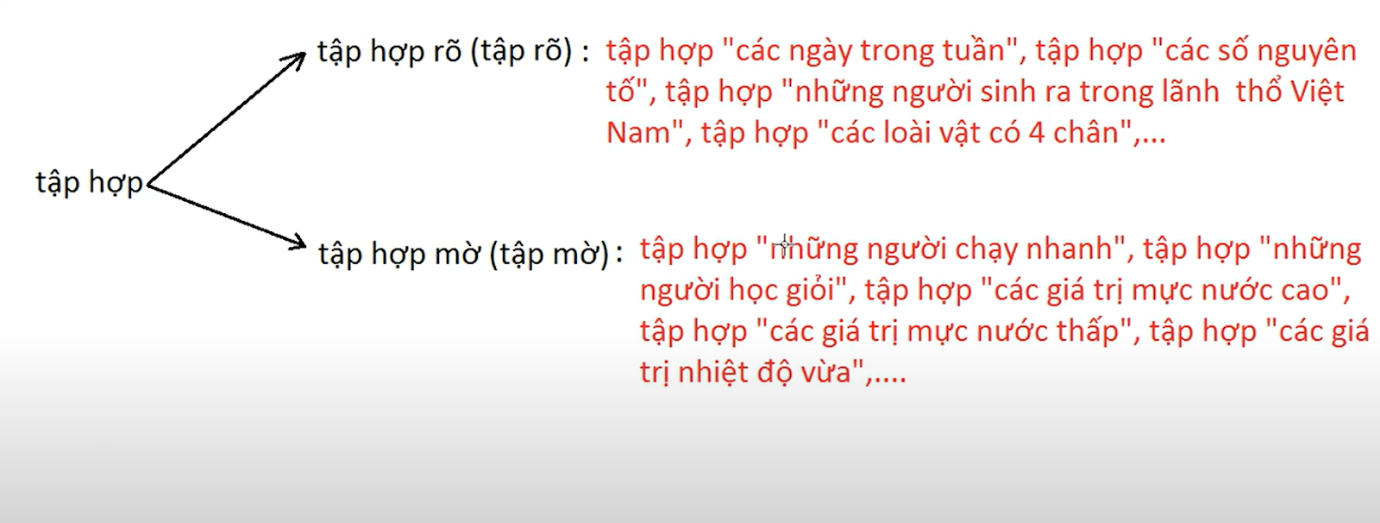 tập hợp rõ (tập rõ) : tập hợp "các ngày trong tuần", tập hợp "các số nguyên
tố", tập hợp "những người sinh ra trong lãnh thổ Việt
Nam", tập hợp "các loài vật có 4 chân",...
tập hợp
tập hợp mờ (tập mờ) : tập hợp "những người chạy nhanh", tập hợp "những
người học giỏi", tập hợp "các giá trị mực nước cao",
tập hợp "các giá trị mực nước thấp", tập hợp "các giá
trị nhiệt độ vừa",....